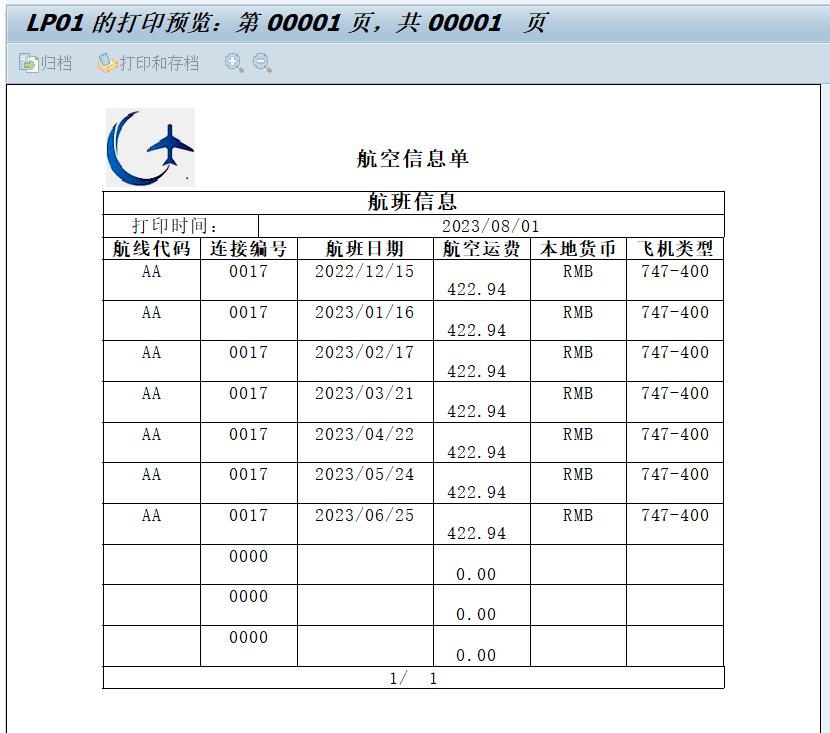 LP01 的打印预览：第 00001 页，共 00001 页
归档 打印和存档
航空信息单
航班信息
打印时间： 2023/08/01
航线代码 连接编号 航班日期 航空运费 本地货币 飞机类型
AA 0017 2022/12/15 422.94 RMB 747-400
AA 0017 2023/01/16 422.94 RMB 747-400
AA 0017 2023/02/17 422.94 RMB 747-400
AA 0017 2023/03/21 422.94 RMB 747-400
AA 0017 2023/04/22 422.94 RMB 747-400
AA 0017 2023/05/24 422.94 RMB 747-400
AA 0017 2023/06/25 422.94 RMB 747-400
0000 0.00
0000 0.00
0000 0.00
1/ 1